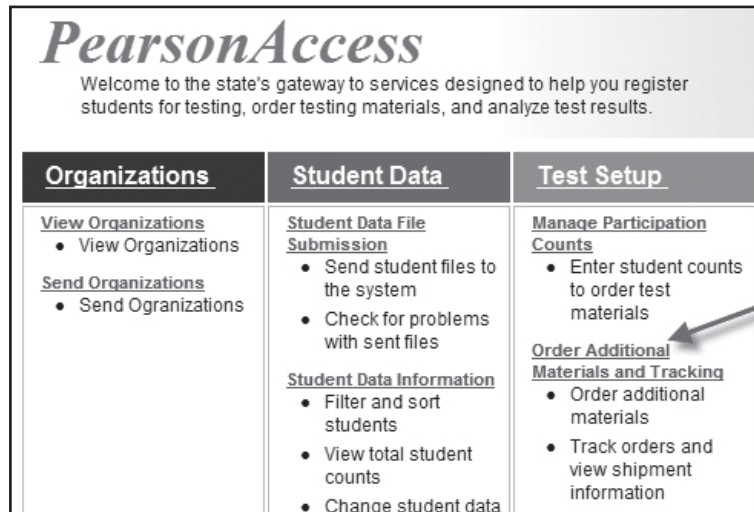 PearsonAccess
Welcome to the state's gateway to services designed to help you register
students for testing, order testing materials, and analyze test results.
Organizations
View Organizations
• View Organizations
Send Organizations
• Send Ogranizations
Student Data
Student Data File
Submission
• Send student files to
the system
• Check for problems
with sent files
Student Data Information
• Filter and sort
students
• View total student
counts
• Change student data
Test Setup
Manage Participation
Counts
• Enter student counts
to order test
materials
Order Additional
Materials and Tracking
• Order additional
materials
• Track orders and
view shipment
information